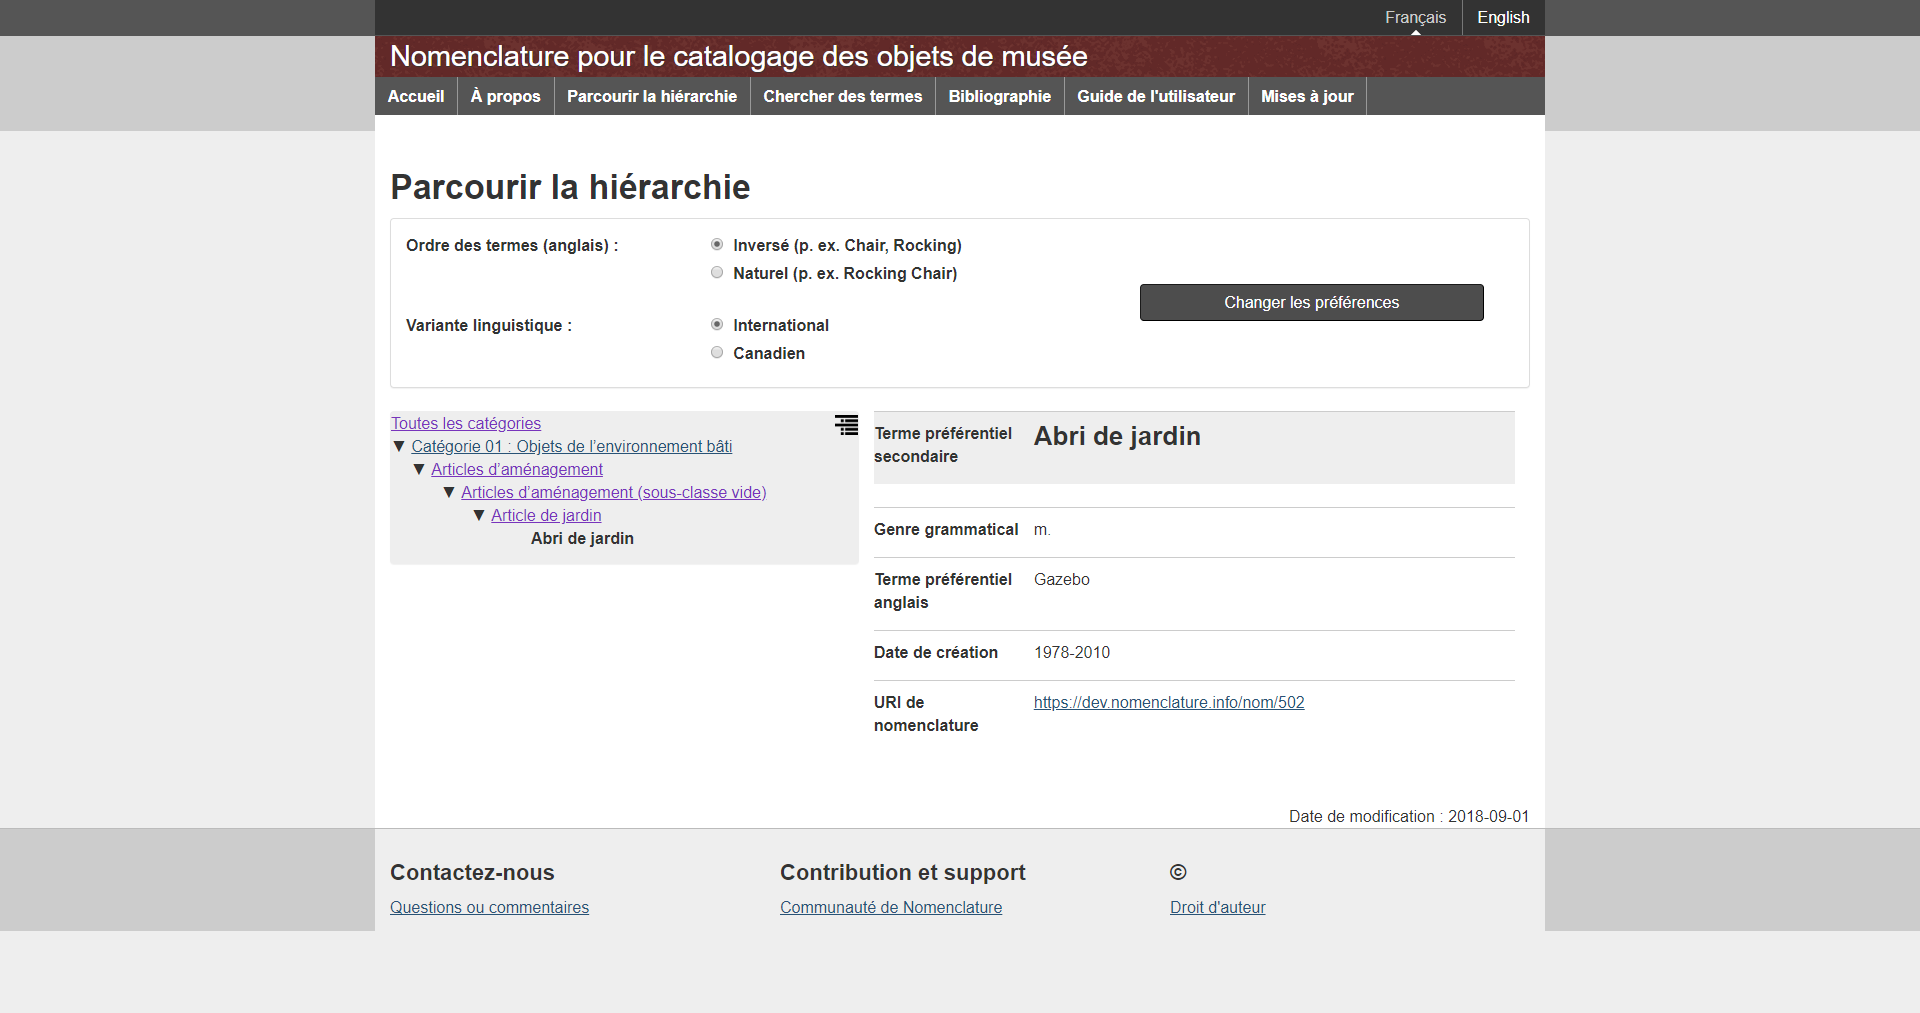 Français English
Nomenclature pour le catalogage des objets de musée
Accueil À propos Parcourir la hiérarchie Chercher des termes Bibliographie Guide de l'utilisateur Mises à jour
Parcourir la hiérarchie
Ordre des termes (anglais) : Inversé (p. ex. Chair, Rocking)
Naturel (p. ex. Rocking Chair)
Changer les préférences
Variante linguistique : International
Canadien
Toutes les catégories
▼ Catégorie 01 : Objets de l’environnement bâti
▼ Articles d’aménagement
▼ Articles d’aménagement (sous-classe vide)
▼ Article de jardin
Abri de jardin
Terme préférentiel Abri de jardin
secondaire
Genre grammatical m.
Terme préférentiel Gazebo
anglais
Date de création 1978-2010
URI de https://dev.nomenclature.info/nom/502
nomenclature
Date de modification : 2018-09-01
Contactez-nous Contribution et support ©
Questions ou commentaires Communauté de Nomenclature Droit d'auteur